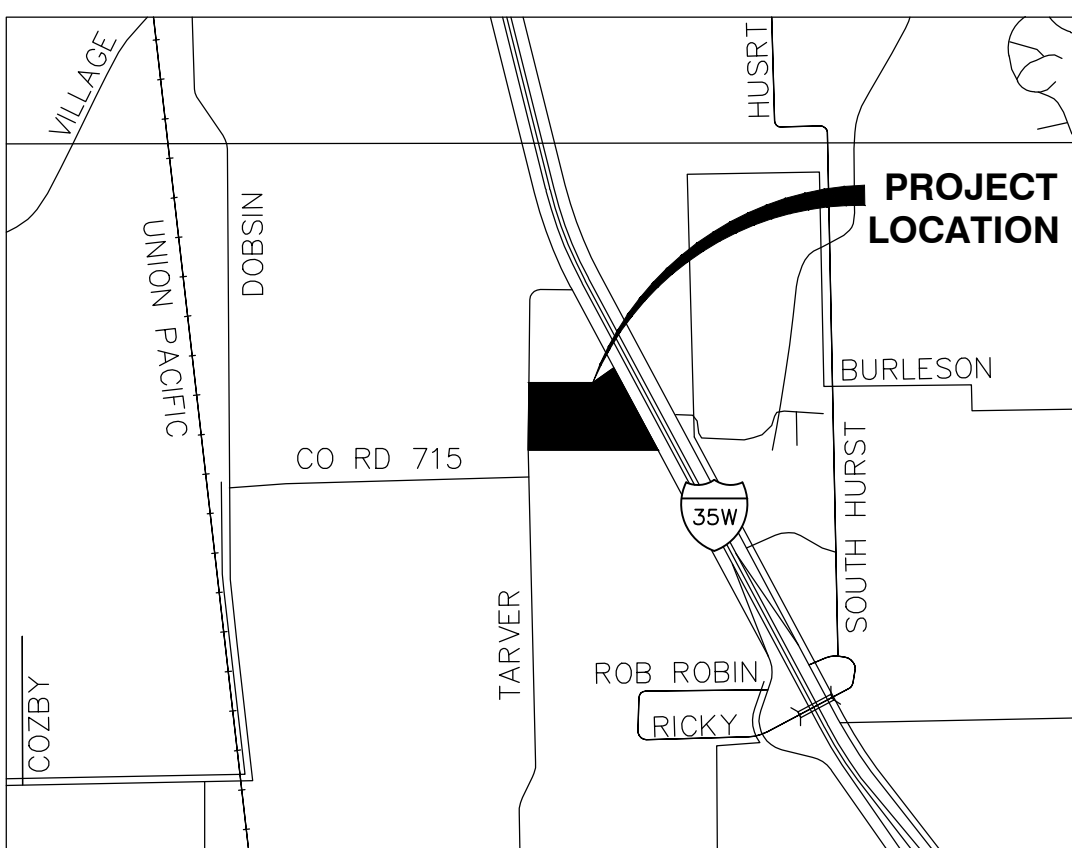 VILLAGE
HUSRT
PROJECT
LOCATION
DOBSIN
UNION PACIFIC
BURLESON
CO RD 715
35W
SOUTH HURST
TARVER
ROB ROBIN
RICKY
COZBY